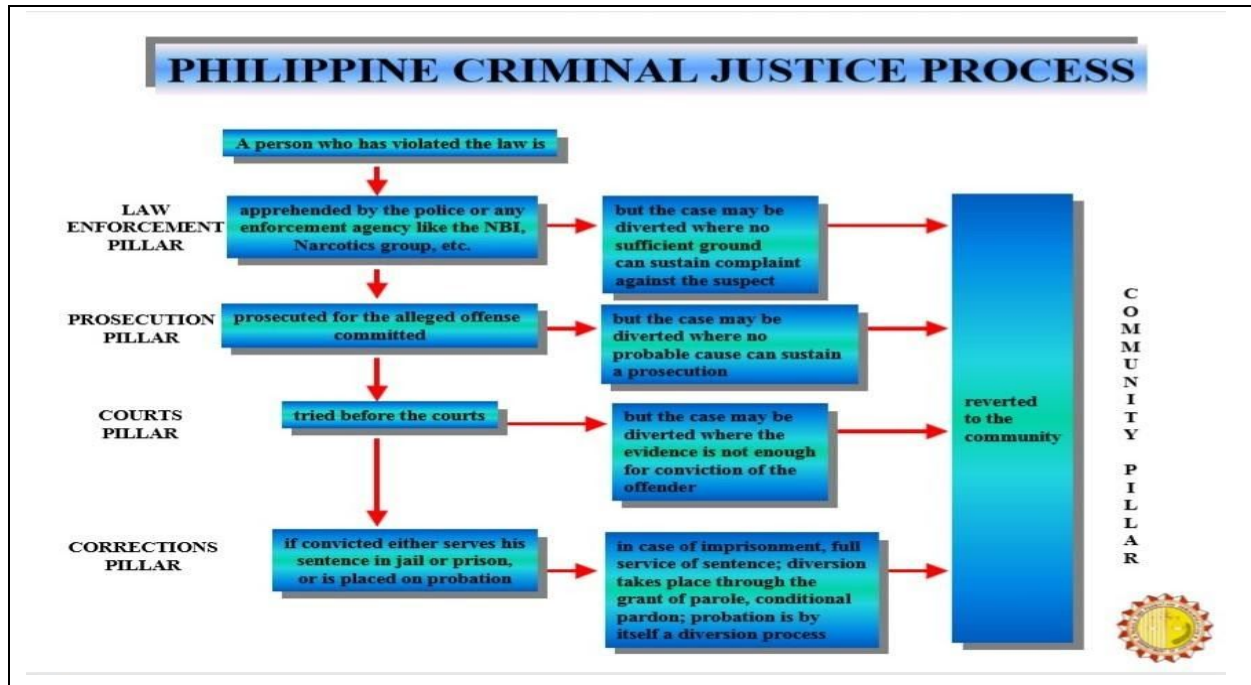 PHILIPPINE CRIMINAL JUSTICE PROCESS
A person who has violated the law is
LAW
ENFORCEMENT
PILLAR
apprehended by the police or any
enforcement agency like the NBI,
Narcotics group, etc.
but the case may be
diverted where no
sufficient ground
can sustain complaint
against the suspect
PROSECUTION
PILLAR
prosecuted for the alleged offense
committed
but the case may be
diverted where no
probable cause can sustain
a prosecution
COURTS
PILLAR
tried before the courts
but the case may be
diverted where the
evidence is not enough
for conviction of the
offender
CORRECTIONS
PILLAR
if convicted either serves his
sentence in jail or prison,
or is placed on probation
in case of imprisonment, full
service of sentence; diversion
takes place through the
grant of parole, conditional
pardon; probation is by
itself a diversion process
reverted
to the
community
COMMUNITY PILLAR